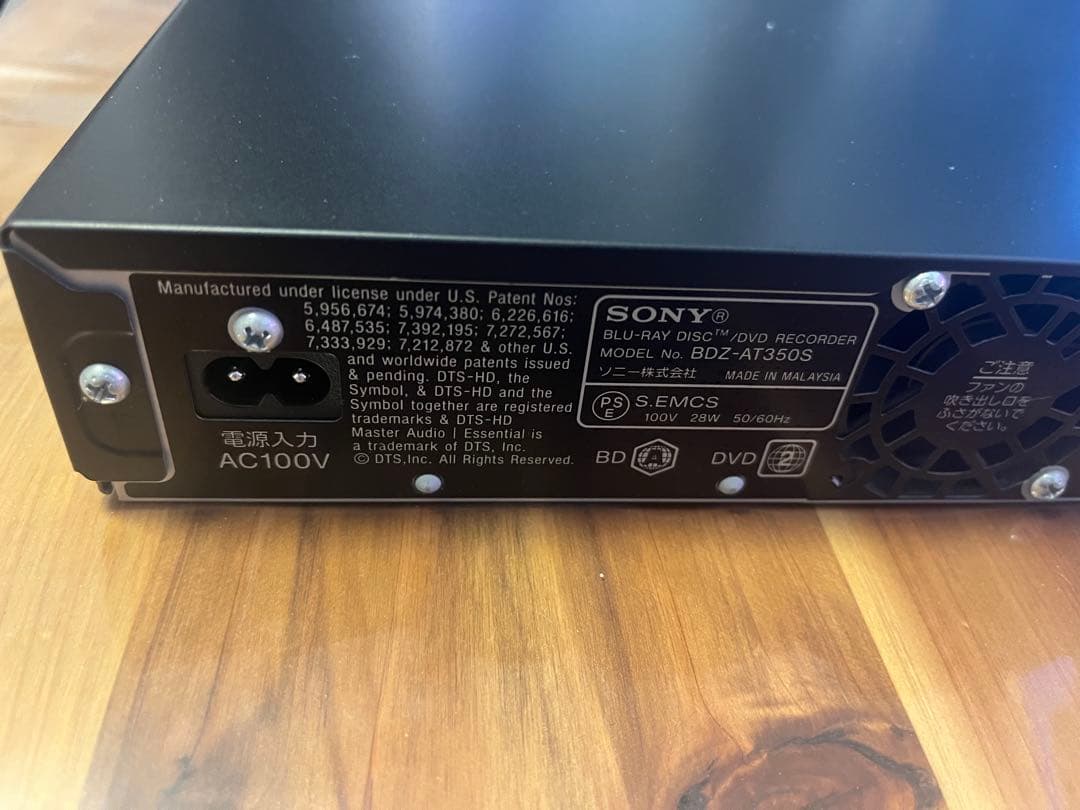 Manufactured under license under U.S. Patent Nos:
5,956,674; 5,974,380; 6,226,616;
6,487,535; 7,392,195; 7,272,567;
7,333,929; 7,212,872 & other U.S.
and worldwide patents issued
& pending. DTS-HD, the
Symbol, & DTS-HD and the
Symbol together are registered
trademarks & DTS-HD
Master Audio | Essential is
a trademark of DTS, Inc.
© DTS,Inc. All Rights Reserved.
電源入力
AC100V
SONY®
BLU-RAY DISC™/DVD RECORDER
MODEL No. BDZ-AT350S
ソニー株式会社 MADE IN MALAYSIA
PSE S.EMCS
100V 28W 50/60Hz
BD A DVD 2
ご注意
ファンの
吹き出し口を
ふさがないで
ください。